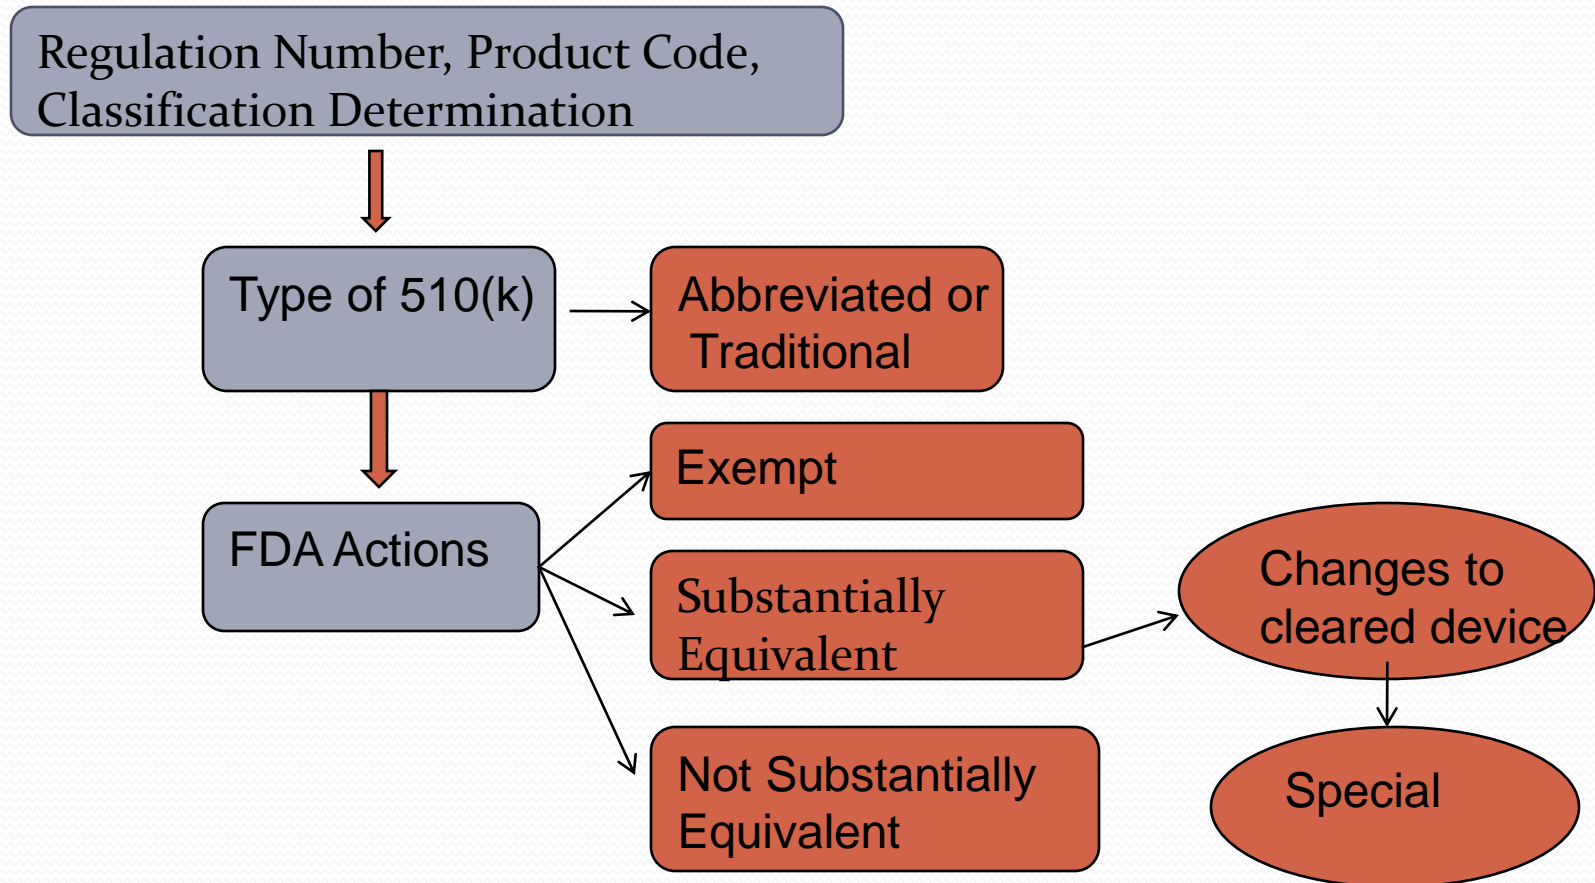 Regulation Number, Product Code,
Classification Determination
Type of 510(k)
Abbreviated or
Traditional
Exempt
FDA Actions
Substantially
Equivalent
Changes to
cleared device
Not Substantially
Equivalent
Special